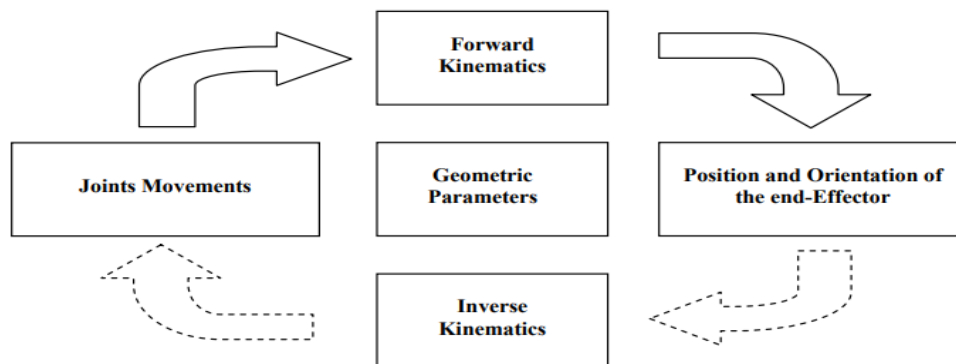 Forward
Kinematics
Joints Movements
Geometric
Parameters
Position and Orientation of
the end-Effector
Inverse
Kinematics